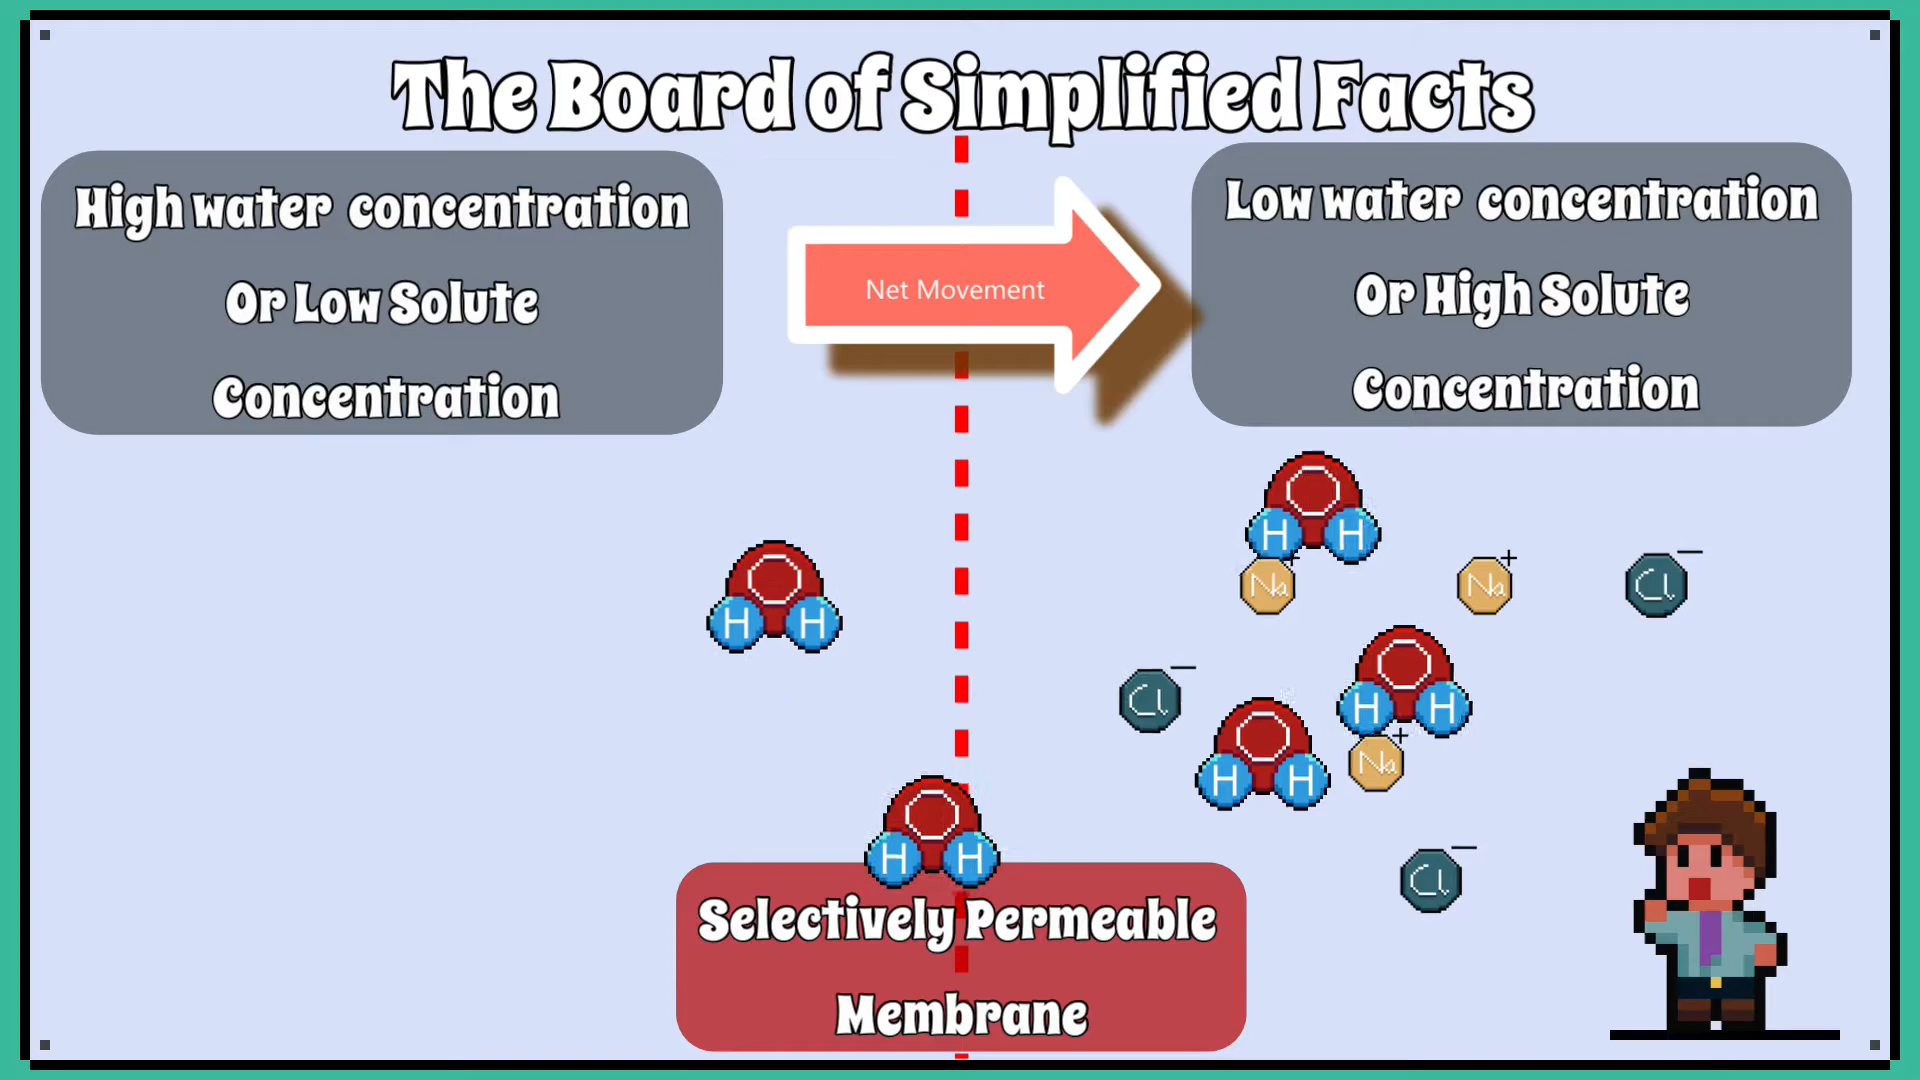 The Board of Simplified Facts
High water concentration
Or Low Solute
Concentration
Net Movement
Low water concentration
Or High Solute
Concentration
O
H H
O
H H
Na+
Na+
Cl−
Cl−
O
H H
O
H H
Na+
O
H H
Cl−
Selectively Permeable
Membrane